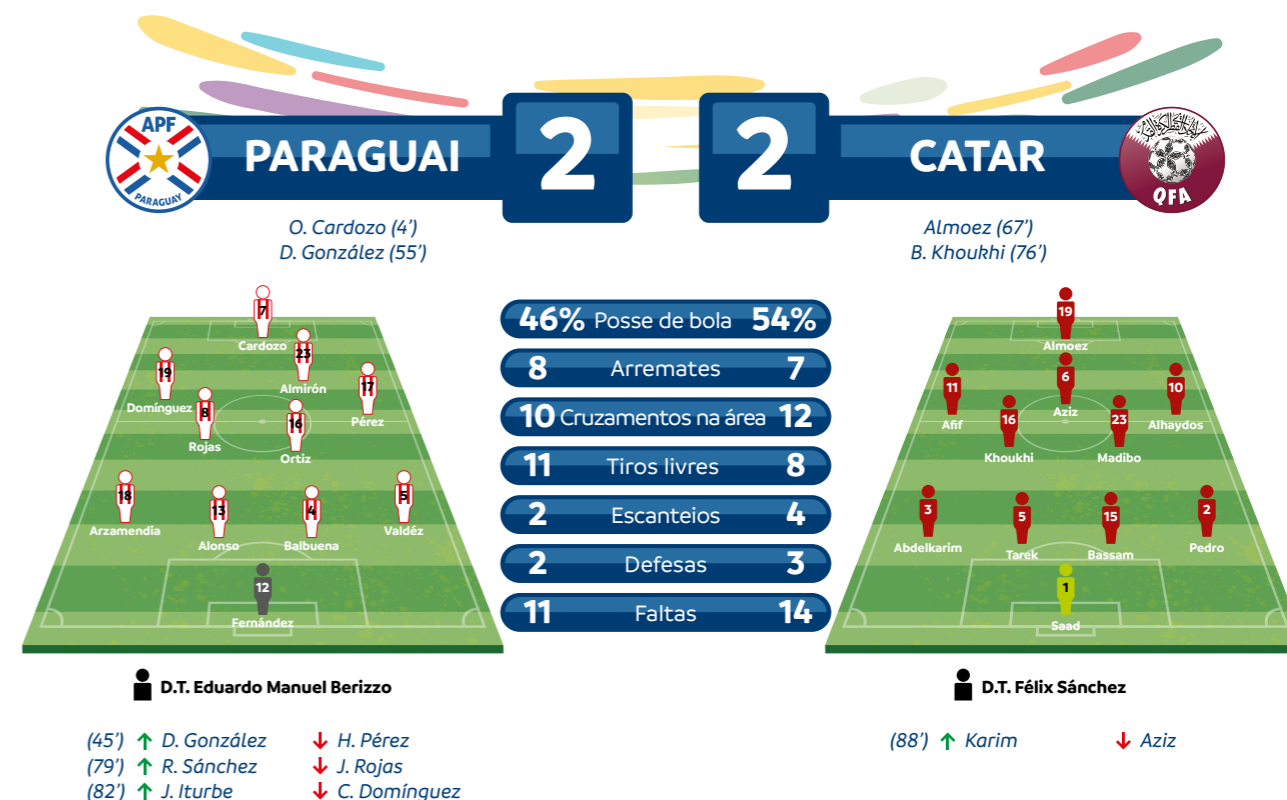 APF
PARAGUAY
PARAGUAI
2
2
CATAR
QFA
O. Cardozo (4’)
D. González (55’)
Almoez (67’)
B. Khoukhi (76’)
7
Cardozo
23
Almirón
19
Domínguez
17
Pérez
8
Rojas
16
Ortiz
18
Arzamendia
13
Alonso
4
Balbuena
5
Valdéz
12
Fernández
46% Posse de bola 54%
8 Arremates 7
10 Cruzamentos na área 12
11 Tiros livres 8
2 Escanteios 4
2 Defesas 3
11 Faltas 14
19
Almoez
11
Afif
6
Aziz
10
Alhaydos
16
Khoukhi
23
Madibo
3
Abdelkarim
5
Tarek
15
Bassam
2
Pedro
1
Saad
D.T. Eduardo Manuel Berizzo
(45’) ↑ D. González ↓ H. Pérez
(79’) ↑ R. Sánchez ↓ J. Rojas
(82’) ↑ J. Iturbe ↓ C. Domínguez
D.T. Félix Sánchez
(88’) ↑ Karim ↓ Aziz